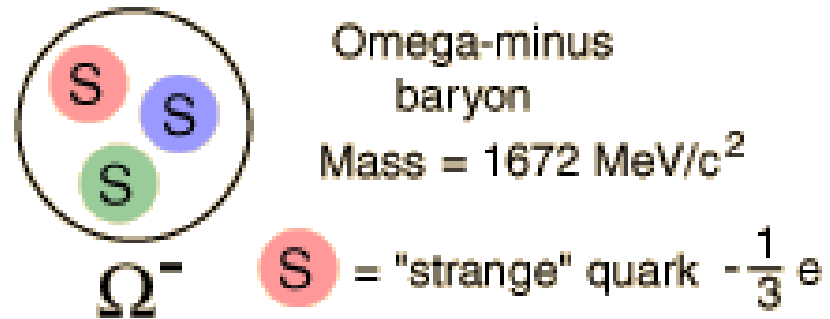 S
S
S
Ω⁻
Omega-minus
baryon
Mass = 1672 MeV/c²
S = "strange" quark -1/3 e